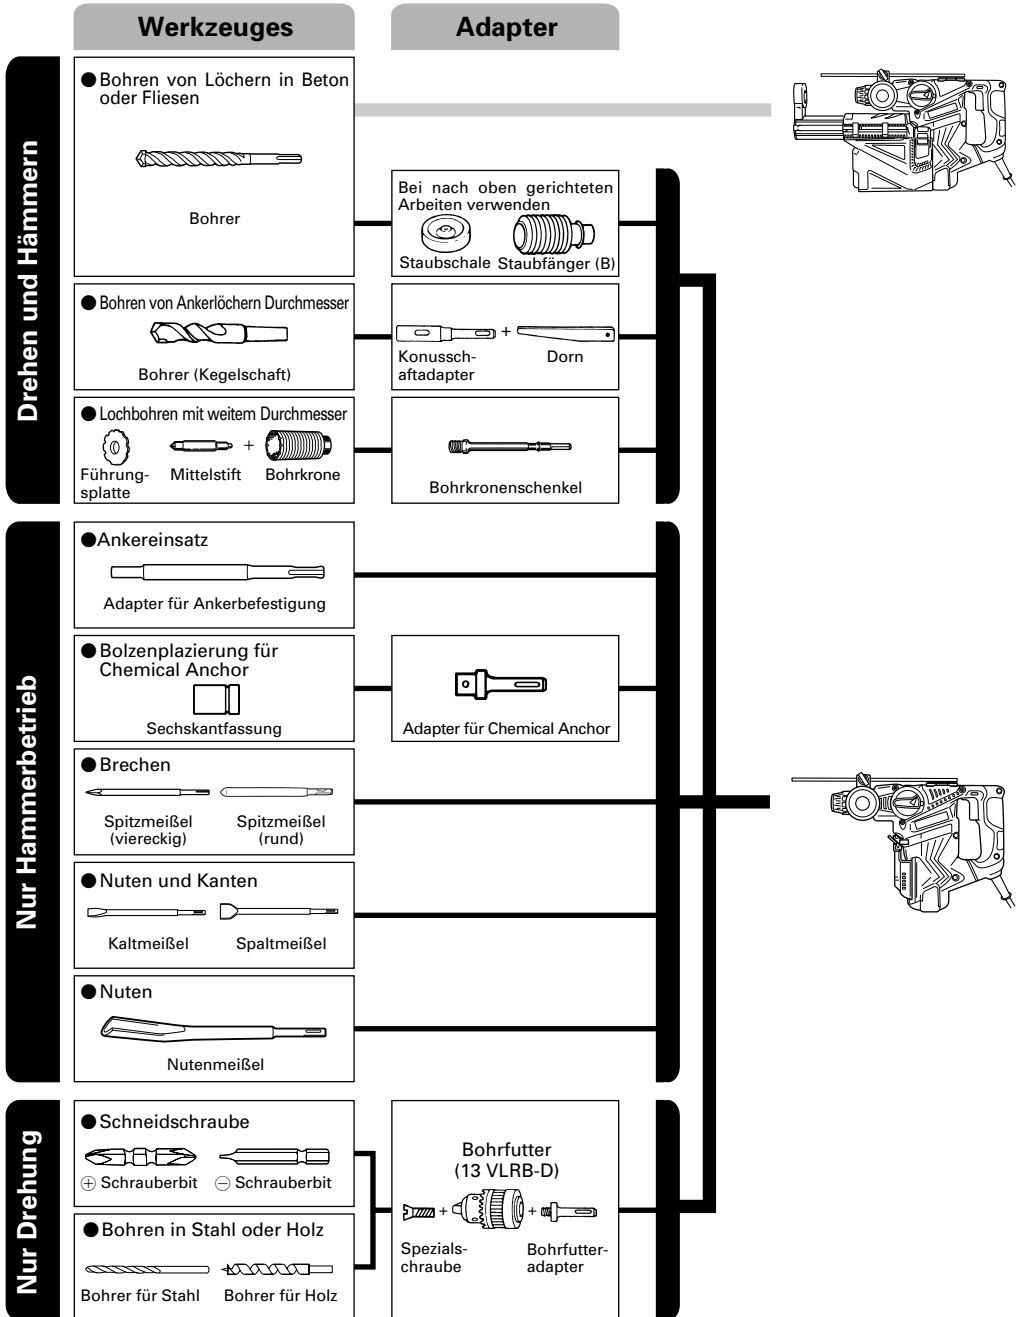 Werkzeuges
Adapter
Drehen und Hämmern
● Bohren von Löchern in Beton
oder Fliesen
Bohrer
Bei nach oben gerichteten
Arbeiten verwenden
Staubschale
Staubfänger (B)
● Bohren von Ankerlöchern Durchmesser
Bohrer (Kegelschaft)
+
Konussch-
aftadapter
Dorn
● Lochbohren mit weitem Durchmesser
+
Führung-
splatte
Mittelstift
Bohrkrone
Bohrkronenschenkel
Nur Hammerbetrieb
●Ankereinsatz
Adapter für Ankerbefestigung
● Bolzenplazierung für
Chemical Anchor
Sechskantfassung
Adapter für Chemical Anchor
● Brechen
Spitzmeißel
(viereckig)
Spitzmeißel
(rund)
● Nuten und Kanten
Kaltmeißel
Spaltmeißel
● Nuten
Nutenmeißel
Nur Drehung
● Schneidschraube
⊕ Schrauberbit
⊖ Schrauberbit
● Bohren in Stahl oder Holz
Bohrer für Stahl
Bohrer für Holz
Bohrfutter
(13 VLRB-D)
+
+
Spezials-
chraube
Bohrfutter-
adapter